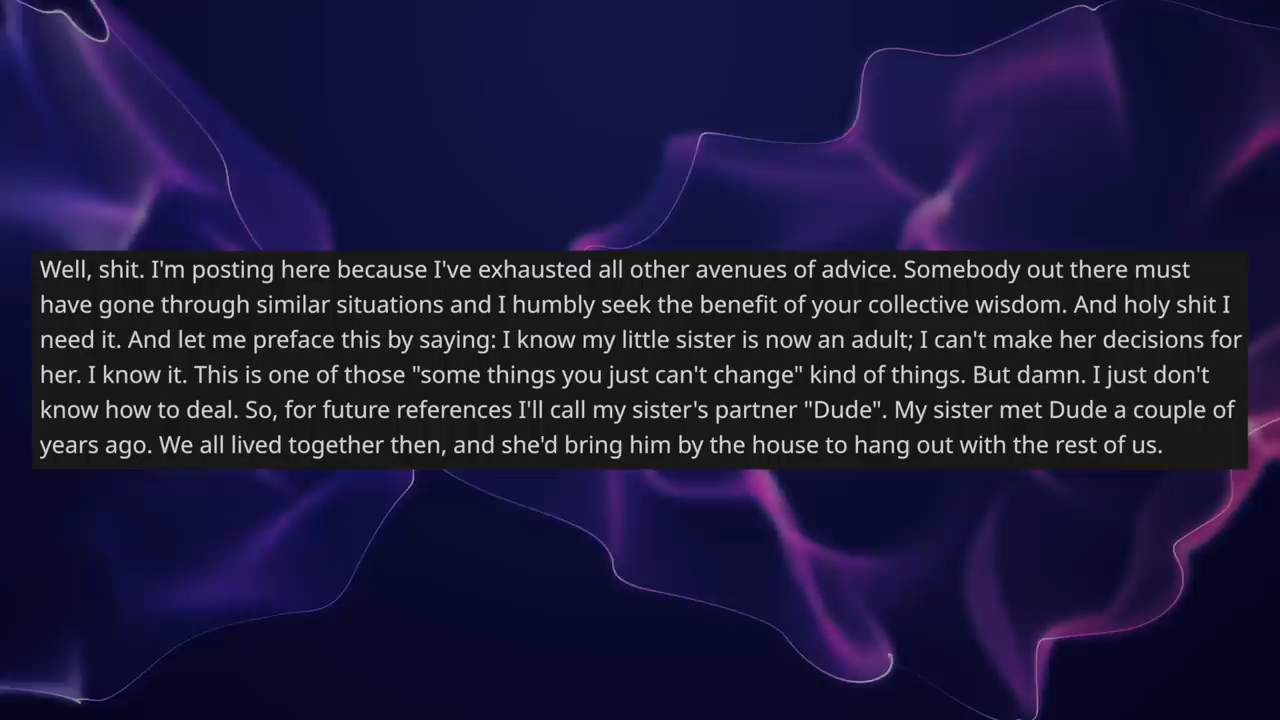 Well, shit. I'm posting here because I've exhausted all other avenues of advice. Somebody out there must
have gone through similar situations and I humbly seek the benefit of your collective wisdom. And holy shit I
need it. And let me preface this by saying: I know my little sister is now an adult; I can't make her decisions for
her. I know it. This is one of those "some things you just can't change" kind of things. But damn. I just don't
know how to deal. So, for future references I'll call my sister's partner "Dude". My sister met Dude a couple of
years ago. We all lived together then, and she'd bring him by the house to hang out with the rest of us.